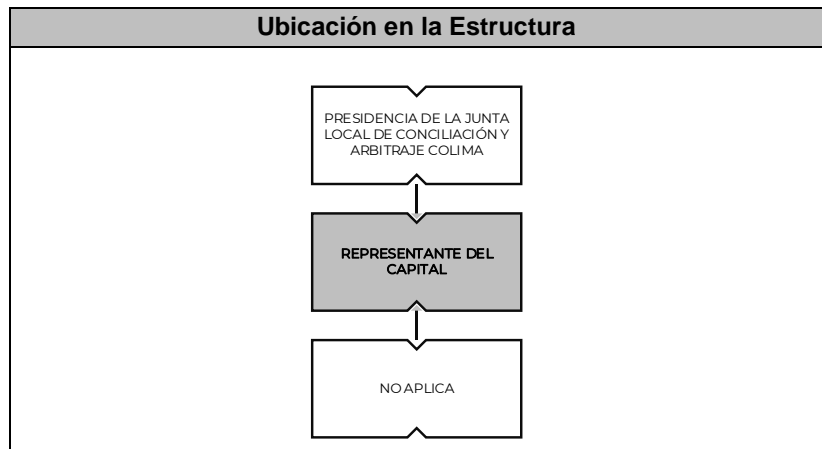 Ubicación en la Estructura
PRESIDENCIA DE LA JUNTA
LOCAL DE CONCILIACIÓN Y
ARBITRAJE COLIMA
REPRESENTANTE DEL
CAPITAL
NO APLICA